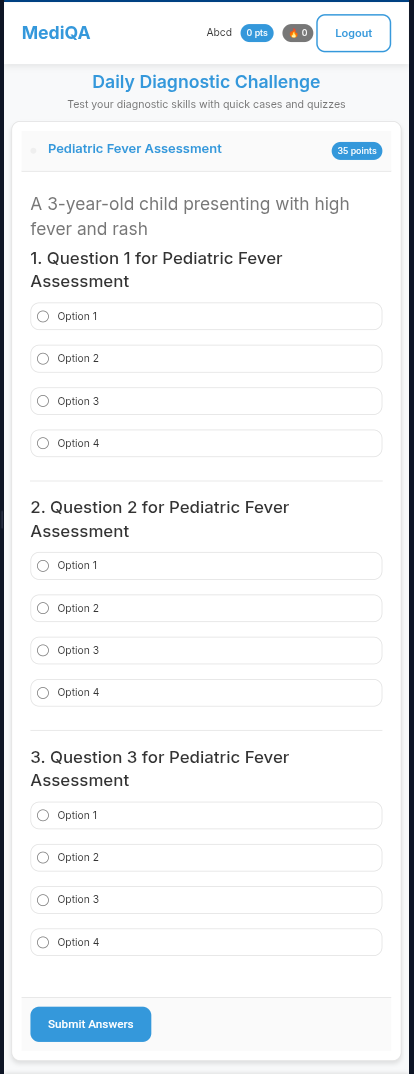 MediQA
Abcd
0 pts
🔥 0
Logout
Daily Diagnostic Challenge
Test your diagnostic skills with quick cases and quizzes
Pediatric Fever Assessment
35 points
A 3-year-old child presenting with high
fever and rash
1. Question 1 for Pediatric Fever
Assessment
Option 1
Option 2
Option 3
Option 4
2. Question 2 for Pediatric Fever
Assessment
Option 1
Option 2
Option 3
Option 4
3. Question 3 for Pediatric Fever
Assessment
Option 1
Option 2
Option 3
Option 4
Submit Answers